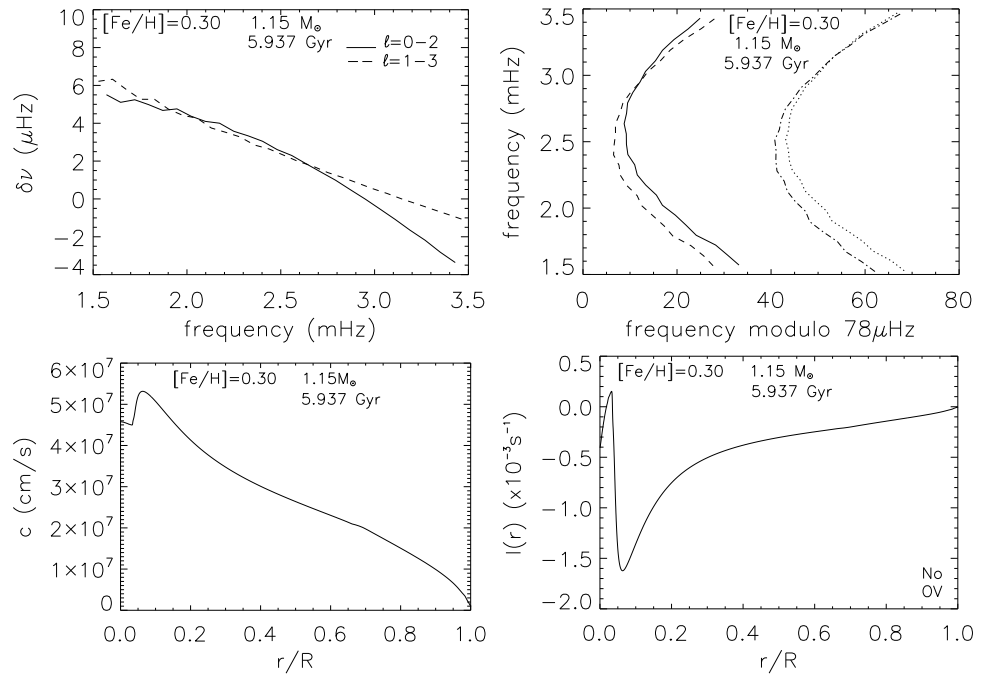 [Fe/H]=0.30 1.15 M⊙
5.937 Gyr
ℓ=0−2
ℓ=1−3
10
8
6
4
2
0
−2
−4
δν (μHz)
1.5 2.0 2.5 3.0 3.5
frequency (mHz)
[Fe/H]=0.30
1.15 M⊙
5.937 Gyr
3.5
3.0
2.5
2.0
1.5
frequency (mHz)
0 20 40 60 80
frequency modulo 78μHz
[Fe/H]=0.30 1.15M⊙
5.937 Gyr
6×10⁷
5×10⁷
4×10⁷
3×10⁷
2×10⁷
1×10⁷
0
c (cm/s)
0.0 0.2 0.4 0.6 0.8 1.0
r/R
[Fe/H]=0.30 1.15 M⊙
5.937 Gyr
0.5
0.0
−0.5
−1.0
−1.5
−2.0
I(r) (x10⁻³s⁻¹)
No
OV
0.0 0.2 0.4 0.6 0.8 1.0
r/R